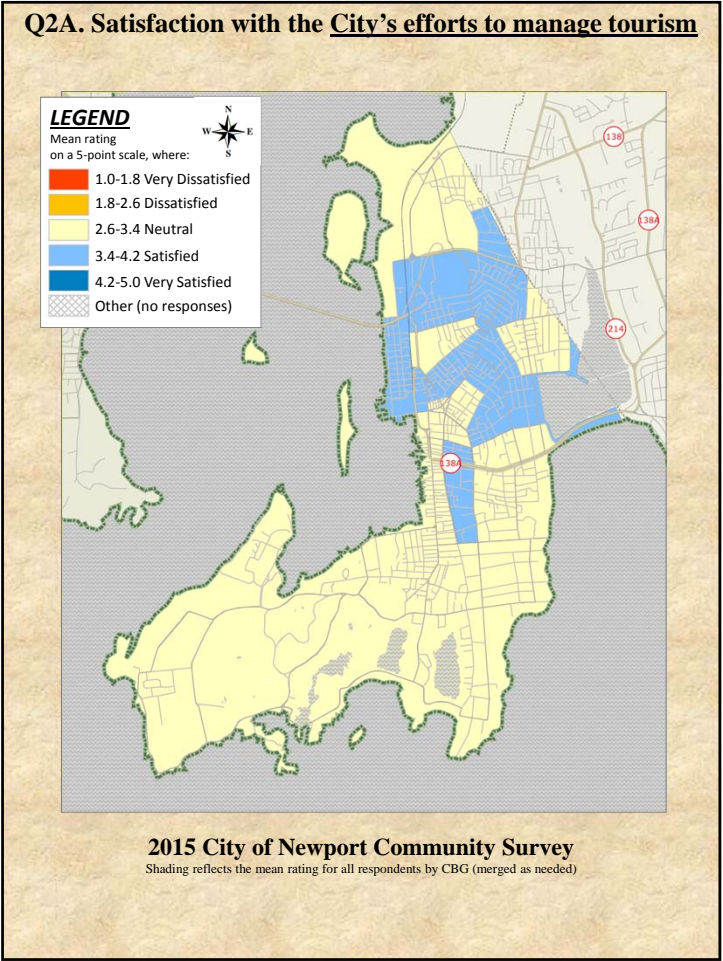 Q2A. Satisfaction with the City's efforts to manage tourism
LEGEND
Mean rating
on a 5-point scale, where:
N
W E
S
1.0-1.8 Very Dissatisfied
1.8-2.6 Dissatisfied
2.6-3.4 Neutral
3.4-4.2 Satisfied
4.2-5.0 Very Satisfied
Other (no responses)
138
138A
214
138A
2015 City of Newport Community Survey
Shading reflects the mean rating for all respondents by CBG (merged as needed)